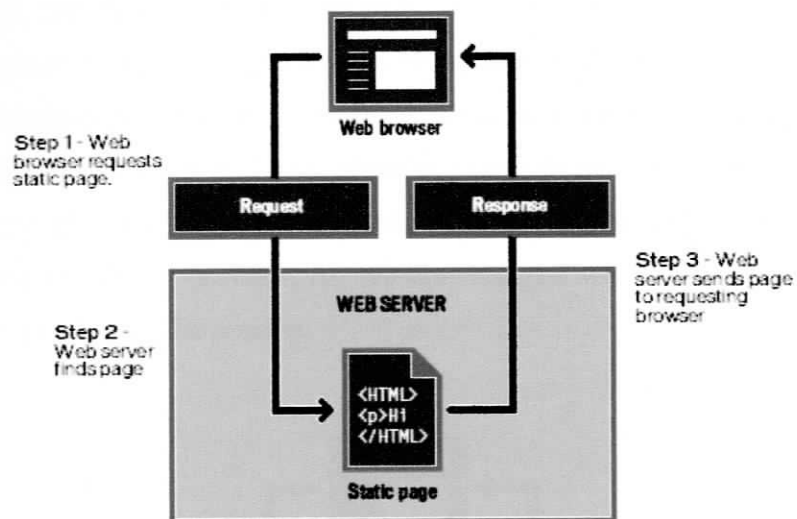 Web browser
Step 1 - Web
browser requests
static page.
Request
Response
Step 3 - Web
server sends page
to requesting
browser
WEB SERVER
Step 2 -
Web server
finds page
<HTML>
<p>Hi
</HTML>
Static page